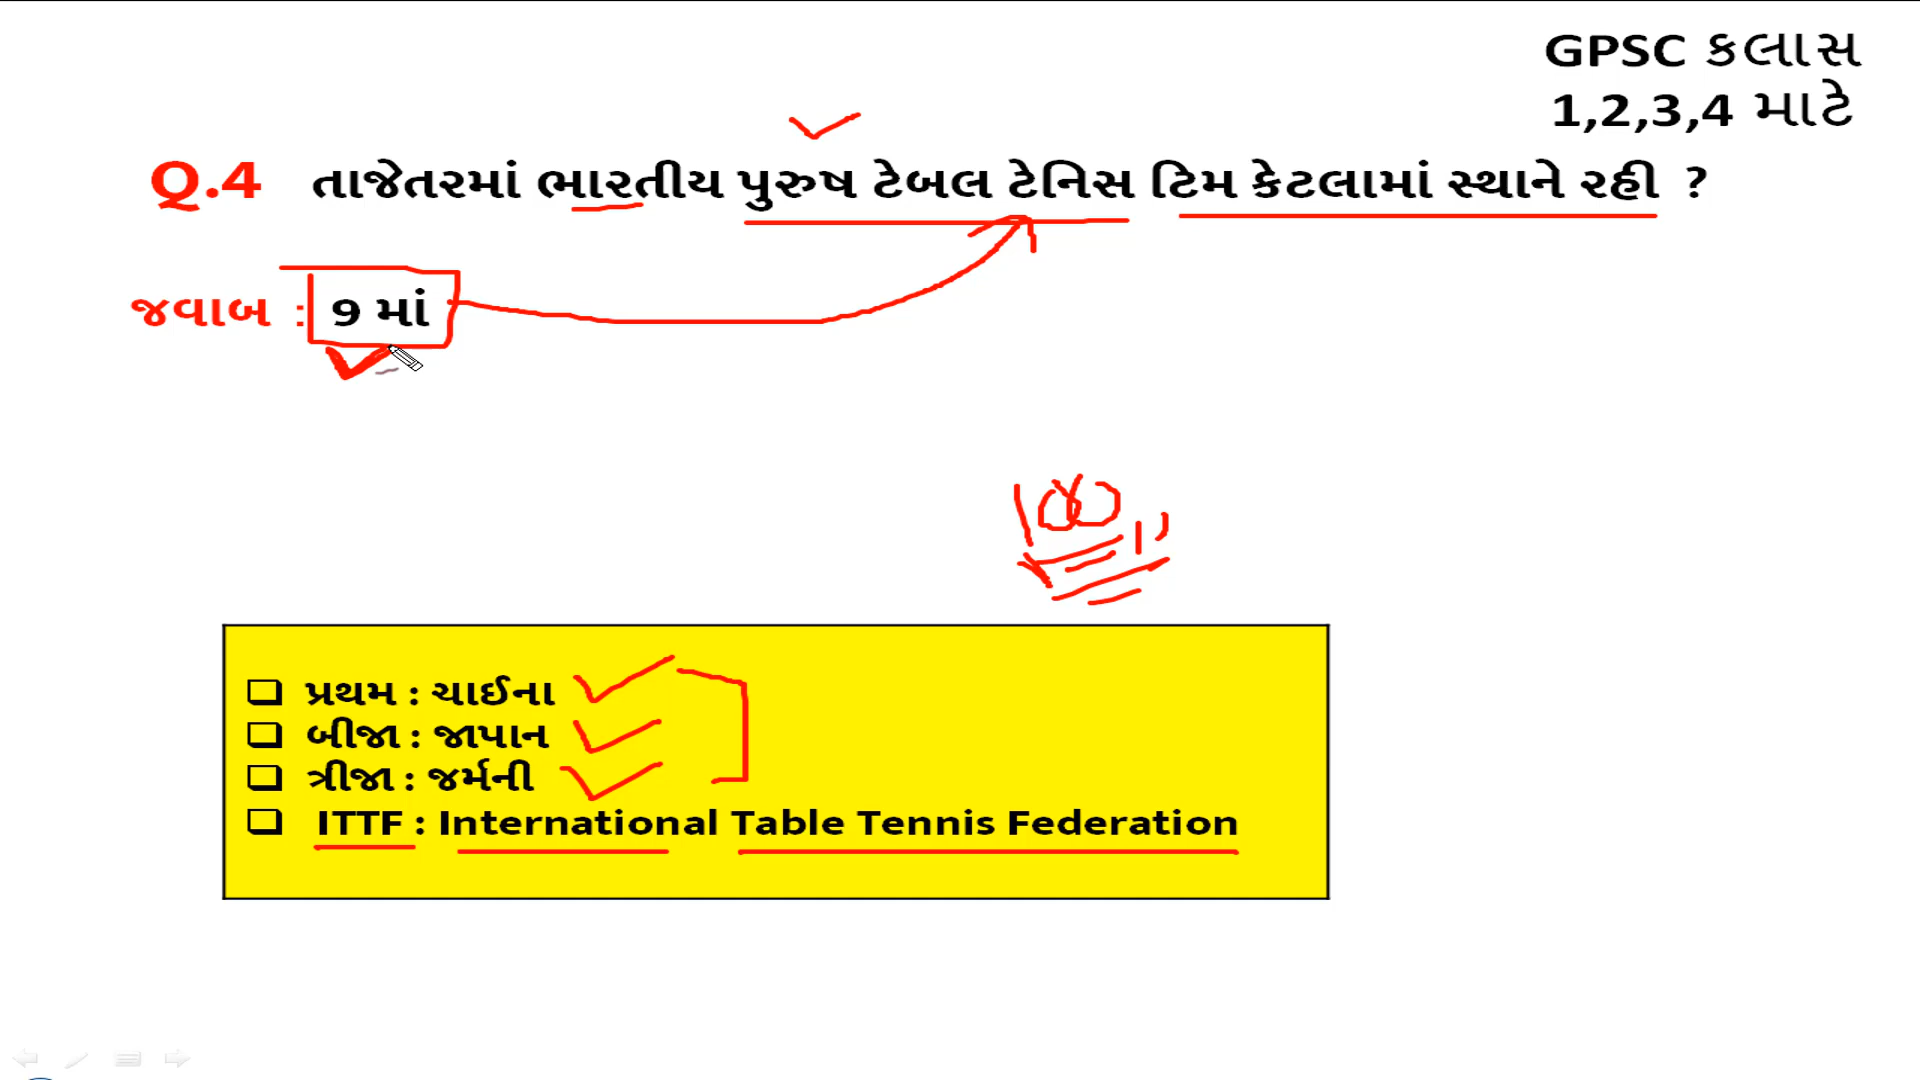 GPSC કલાસ
1,2,3,4 માટે
Q.4 તાજેતરમાં ભારતીય પુરુષ ટેબલ ટેનિસ ટિમ કેટલામાં સ્થાને રહી ?
જવાબ : 9 માં
❑ પ્રથમ : ચાઈના
❑ બીજા : જાપાન
❑ ત્રીજા : જર્મની
❑ ITTF : International Table Tennis Federation